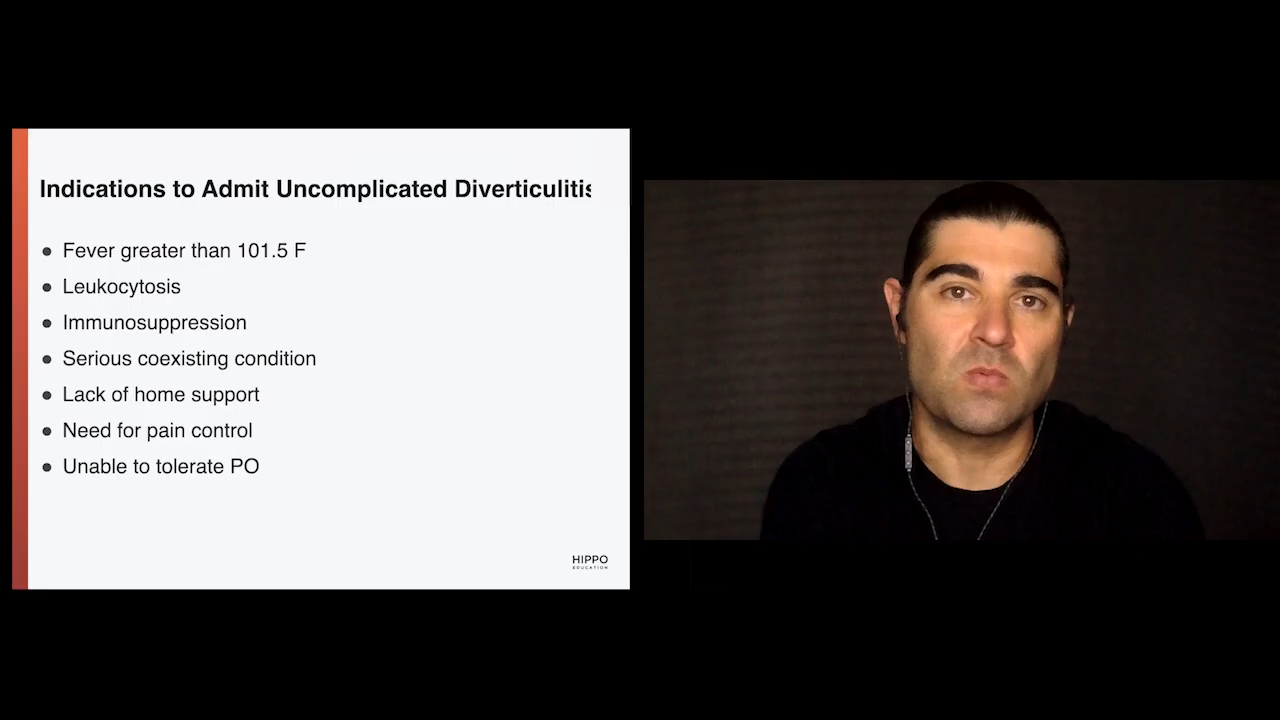 Indications to Admit Uncomplicated Diverticulitis
Fever greater than 101.5 F
Leukocytosis
Immunosuppression
Serious coexisting condition
Lack of home support
Need for pain control
Unable to tolerate PO
HIPPO
EDUCATION